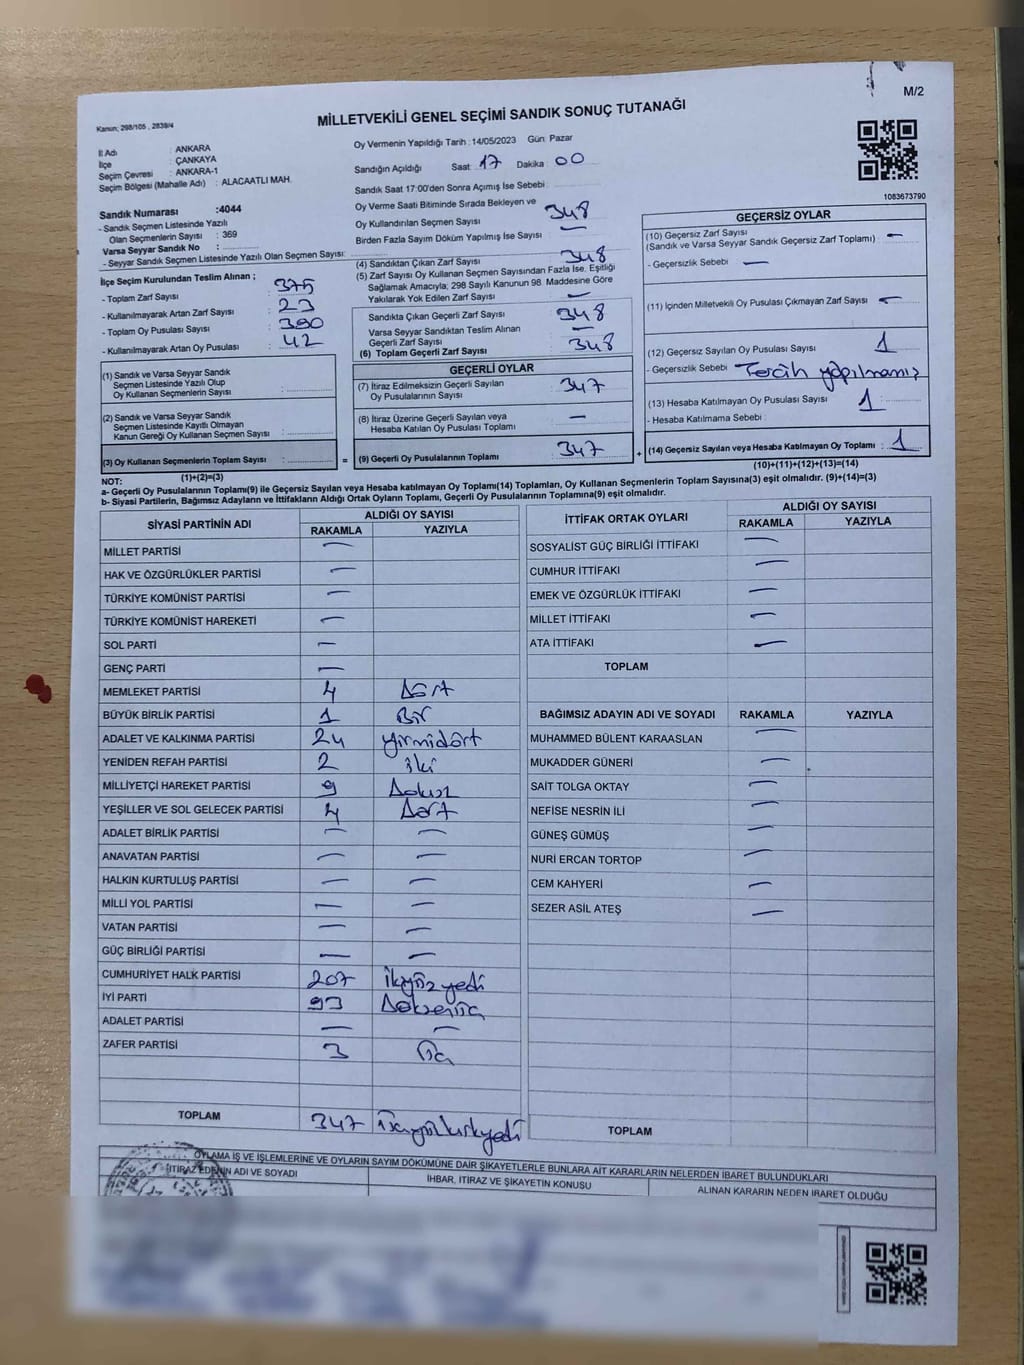 M/2
Kanun; 298/105 , 2839/4
MİLLETVEKİLİ GENEL SEÇİMİ SANDIK SONUÇ TUTANAĞI
İl Adı : ANKARA
İlçe : ÇANKAYA
Seçim Çevresi : ANKARA-1
Seçim Bölgesi (Mahalle Adı) : ALACAATLI MAH.
Sandık Numarası :4044
- Sandık Seçmen Listesinde Yazılı
Olan Seçmenlerin Sayısı : 369
Varsa Seyyar Sandık No :
- Seyyar Sandık Seçmen Listesinde Yazılı Olan Seçmen Sayısı:
İlçe Seçim Kurulundan Teslim Alınan ;
- Toplam Zarf Sayısı : 375
- Kullanılmayarak Artan Zarf Sayısı : 23
- Toplam Oy Pusulası Sayısı : 390
- Kullanılmayarak Artan Oy Pusulası : 42
(1) Sandık ve Varsa Seyyar Sandık
Seçmen Listesinde Yazılı Olup
Oy Kullanan Seçmenlerin Sayısı :
(2) Sandık ve Varsa Seyyar Sandık
Seçmen Listesinde Kayıtlı Olmayan
Kanun Gereği Oy Kullanan Seçmen Sayısı :
(3) Oy Kullanan Seçmenlerin Toplam Sayısı :
(1)+(2)=(3)
Oy Vermenin Yapıldığı Tarih : 14/05/2023 Gün: Pazar
Sandığın Açıldığı Saat: 17 Dakika : 00
Sandık Saat 17:00'den Sonra Açımış İse Sebebi :
Oy Verme Saati Bitiminde Sırada Bekleyen ve
Oy Kullandırılan Seçmen Sayısı : 348
Birden Fazla Sayım Döküm Yapılmış İse Sayısı : —
(4) Sandıktan Çıkan Zarf Sayısı : 348
(5) Zarf Sayısı Oy Kullanan Seçmen Sayısından Fazla İse, Eşitliği
Sağlamak Amacıyla; 298 Sayılı Kanunun 98. Maddesine Göre
Yakılarak Yok Edilen Zarf Sayısı : —
Sandıkta Çıkan Geçerli Zarf Sayısı : 348
Varsa Seyyar Sandıktan Teslim Alınan
Geçerli Zarf Sayısı : —
(6) Toplam Geçerli Zarf Sayısı : 348
GEÇERLİ OYLAR
(7) İtiraz Edilmeksizin Geçerli Sayılan
Oy Pusulalarının Sayısı : 347
(8) İtiraz Üzerine Geçerli Sayılan veya
Hesaba Katılan Oy Pusulası Toplamı : —
= (9) Geçerli Oy Pusulalarının Toplamı : 347 +
1083673790
GEÇERSİZ OYLAR
(10) Geçersiz Zarf Sayısı : —
(Sandık ve Varsa Seyyar Sandık Geçersiz Zarf Toplamı)
- Geçersizlik Sebebi : —
(11) İçinden Milletvekili Oy Pusulası Çıkmayan Zarf Sayısı : —
(12) Geçersiz Sayılan Oy Pusulası Sayısı : 1
- Geçersizlik Sebebi : Tercih yapılmamış
(13) Hesaba Katılmayan Oy Pusulası Sayısı : 1
- Hesaba Katılmama Sebebi :
(14) Geçersiz Sayılan veya Hesaba Katılmayan Oy Toplamı : 1
(10)+(11)+(12)+(13)=(14)
NOT:
a- Geçerli Oy Pusulalarının Toplamı(9) ile Geçersiz Sayılan veya Hesaba katılmayan Oy Toplamı(14) Toplamları, Oy Kullanan Seçmenlerin Toplam Sayısına(3) eşit olmalıdır. (9)+(14)=(3)
b- Siyasi Partilerin, Bağımsız Adayların ve İttifakların Aldığı Ortak Oyların Toplamı, Geçerli Oy Pusulalarının Toplamına(9) eşit olmalıdır.
SİYASİ PARTİNİN ADI ALDIĞI OY SAYISI
RAKAMLA YAZIYLA
MİLLET PARTİSİ —
HAK VE ÖZGÜRLÜKLER PARTİSİ —
TÜRKİYE KOMÜNİST PARTİSİ —
TÜRKİYE KOMÜNİST HAREKETİ —
SOL PARTİ —
GENÇ PARTİ —
MEMLEKET PARTİSİ 4 Dört
BÜYÜK BİRLİK PARTİSİ 1 Bir
ADALET VE KALKINMA PARTİSİ 24 yirmidört
YENİDEN REFAH PARTİSİ 2 iki
MİLLİYETÇİ HAREKET PARTİSİ 9 Dokuz
YEŞİLLER VE SOL GELECEK PARTİSİ 4 Dört
ADALET BİRLİK PARTİSİ — —
ANAVATAN PARTİSİ — —
HALKIN KURTULUŞ PARTİSİ — —
MİLLİ YOL PARTİSİ — —
VATAN PARTİSİ — —
GÜÇ BİRLİĞİ PARTİSİ — —
CUMHURİYET HALK PARTİSİ 207 ikiyüz yedi
İYİ PARTİ 93 Doksanüç
ADALET PARTİSİ — —
ZAFER PARTİSİ 3 Üç
TOPLAM 347 Üçyüzkırkyedi
İTTİFAK ORTAK OYLARI ALDIĞI OY SAYISI
RAKAMLA YAZIYLA
SOSYALİST GÜÇ BİRLİĞİ İTTİFAKI —
CUMHUR İTTİFAKI —
EMEK VE ÖZGÜRLÜK İTTİFAKI —
MİLLET İTTİFAKI —
ATA İTTİFAKI —
TOPLAM
BAĞIMSIZ ADAYIN ADI VE SOYADI RAKAMLA YAZIYLA
MUHAMMED BÜLENT KARAASLAN —
MUKADDER GÜNERİ —
SAİT TOLGA OKTAY —
NEFİSE NESRİN İLİ —
GÜNEŞ GÜMÜŞ —
NURİ ERCAN TORTOP —
CEM KAHYERİ —
SEZER ASİL ATEŞ —
TOPLAM
OYLAMA İŞ VE İŞLEMLERİNE VE OYLARIN SAYIM DÖKÜMÜNE DAİR ŞİKAYETLERLE BUNLARA AİT KARARLARIN NELERDEN İBARET BULUNDUKLARI
İTİRAZ EDENİN ADI VE SOYADI İHBAR, İTİRAZ VE ŞİKAYETİN KONUSU ALINAN KARARIN NEDEN İBARET OLDUĞU